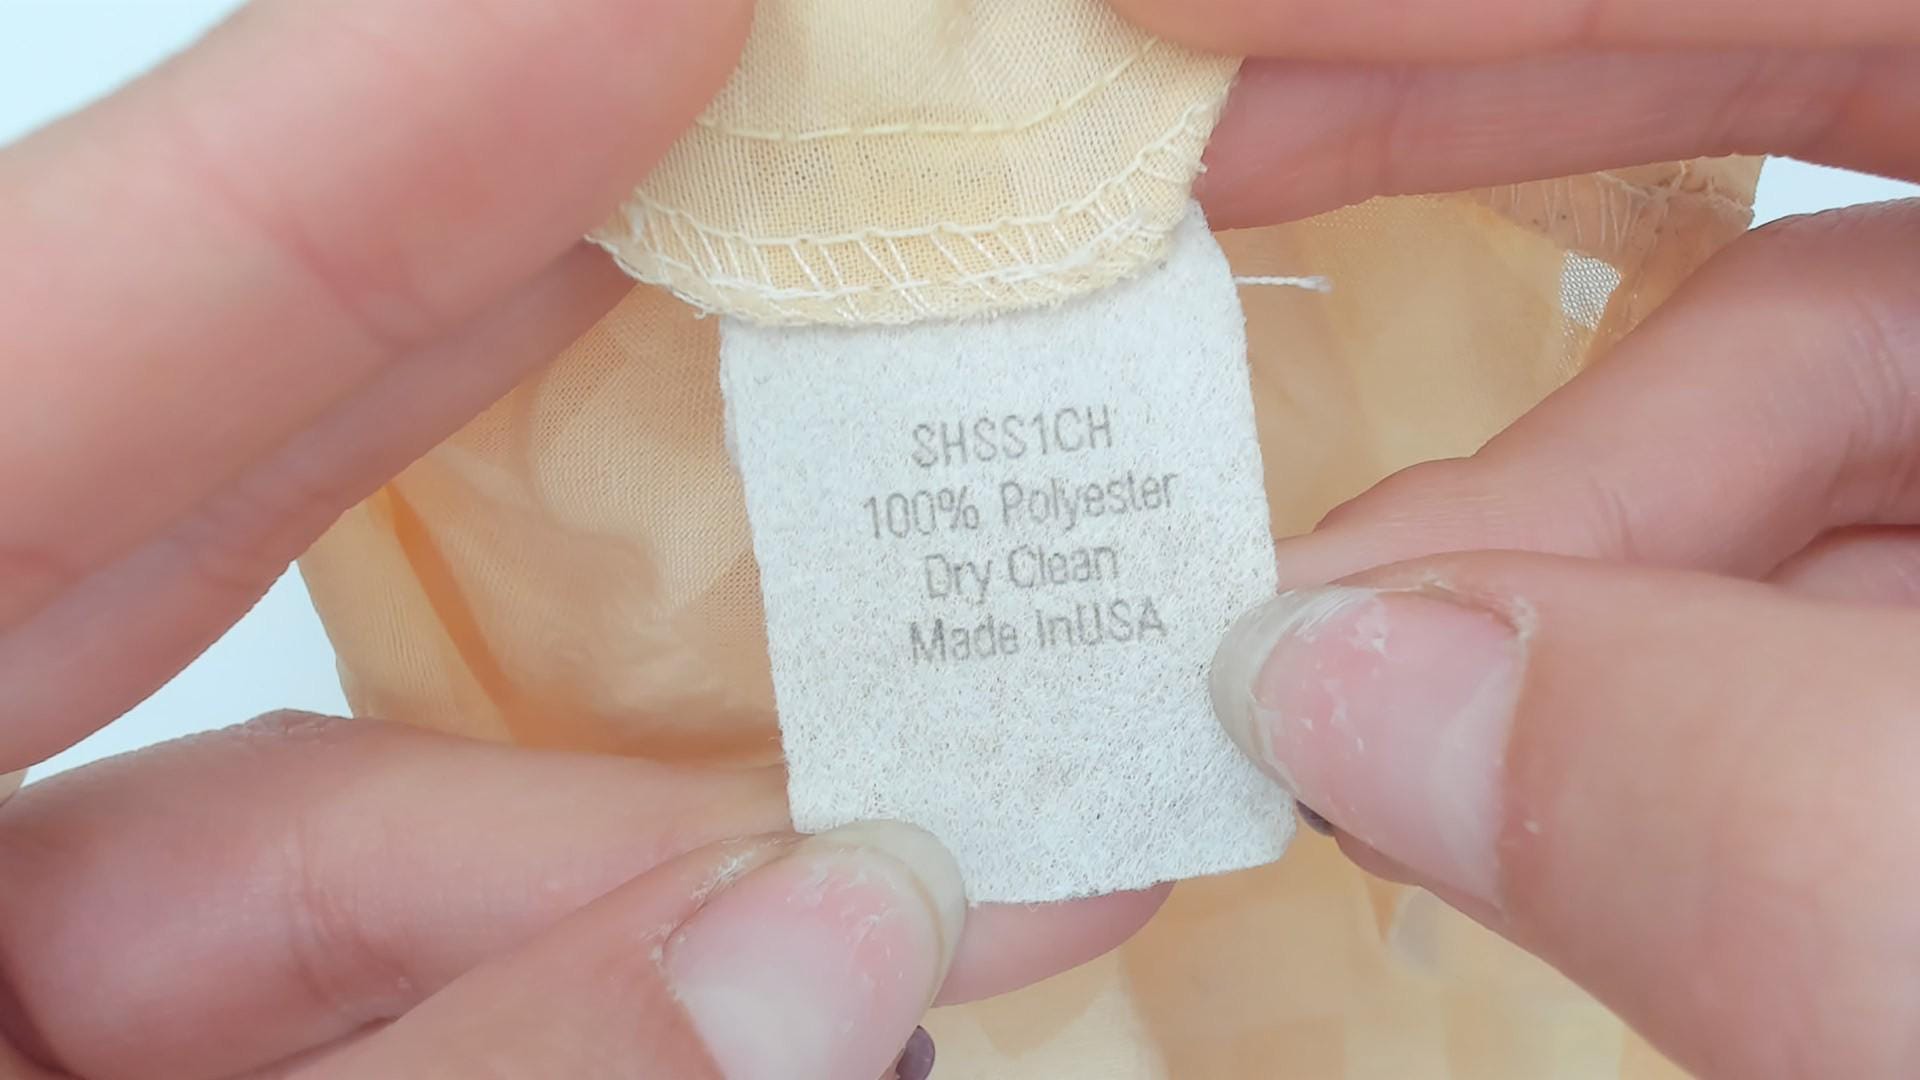 SHSS1CH
100% Polyester
Dry Clean
Made InUSA